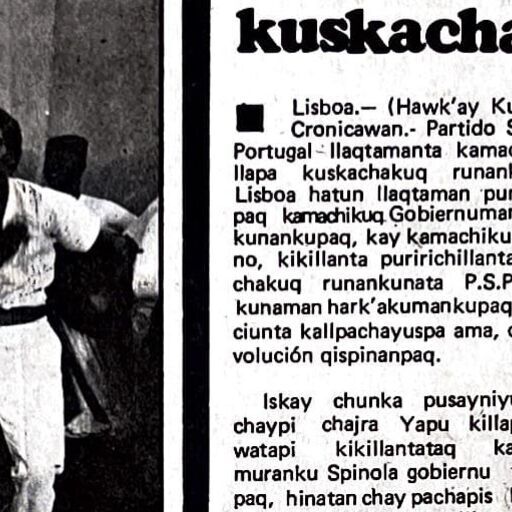 kuskacha
Lisboa.— (Hawk'ay Ku
Cronicawan.- Partido S
Portugal llaqtamanta kamac
llapa kuskachakuq runank
Lisboa hatun llaqtaman pur
paq kamachikuq Gobiernuman
kunankupaq, kay kamachiku
no, kikillanta puririchillanta
chakuq runankunata P.S.P
kunaman hark'akumankupaq
ciunta kallpachayuspa ama, c
volución qispinanpaq.
Iskay chunka pusayniyu
chaypi chajra Yapu killap
watapi kikillantataq ka
muranku Spinola gobiernu
paq, hinatan chay pachapis